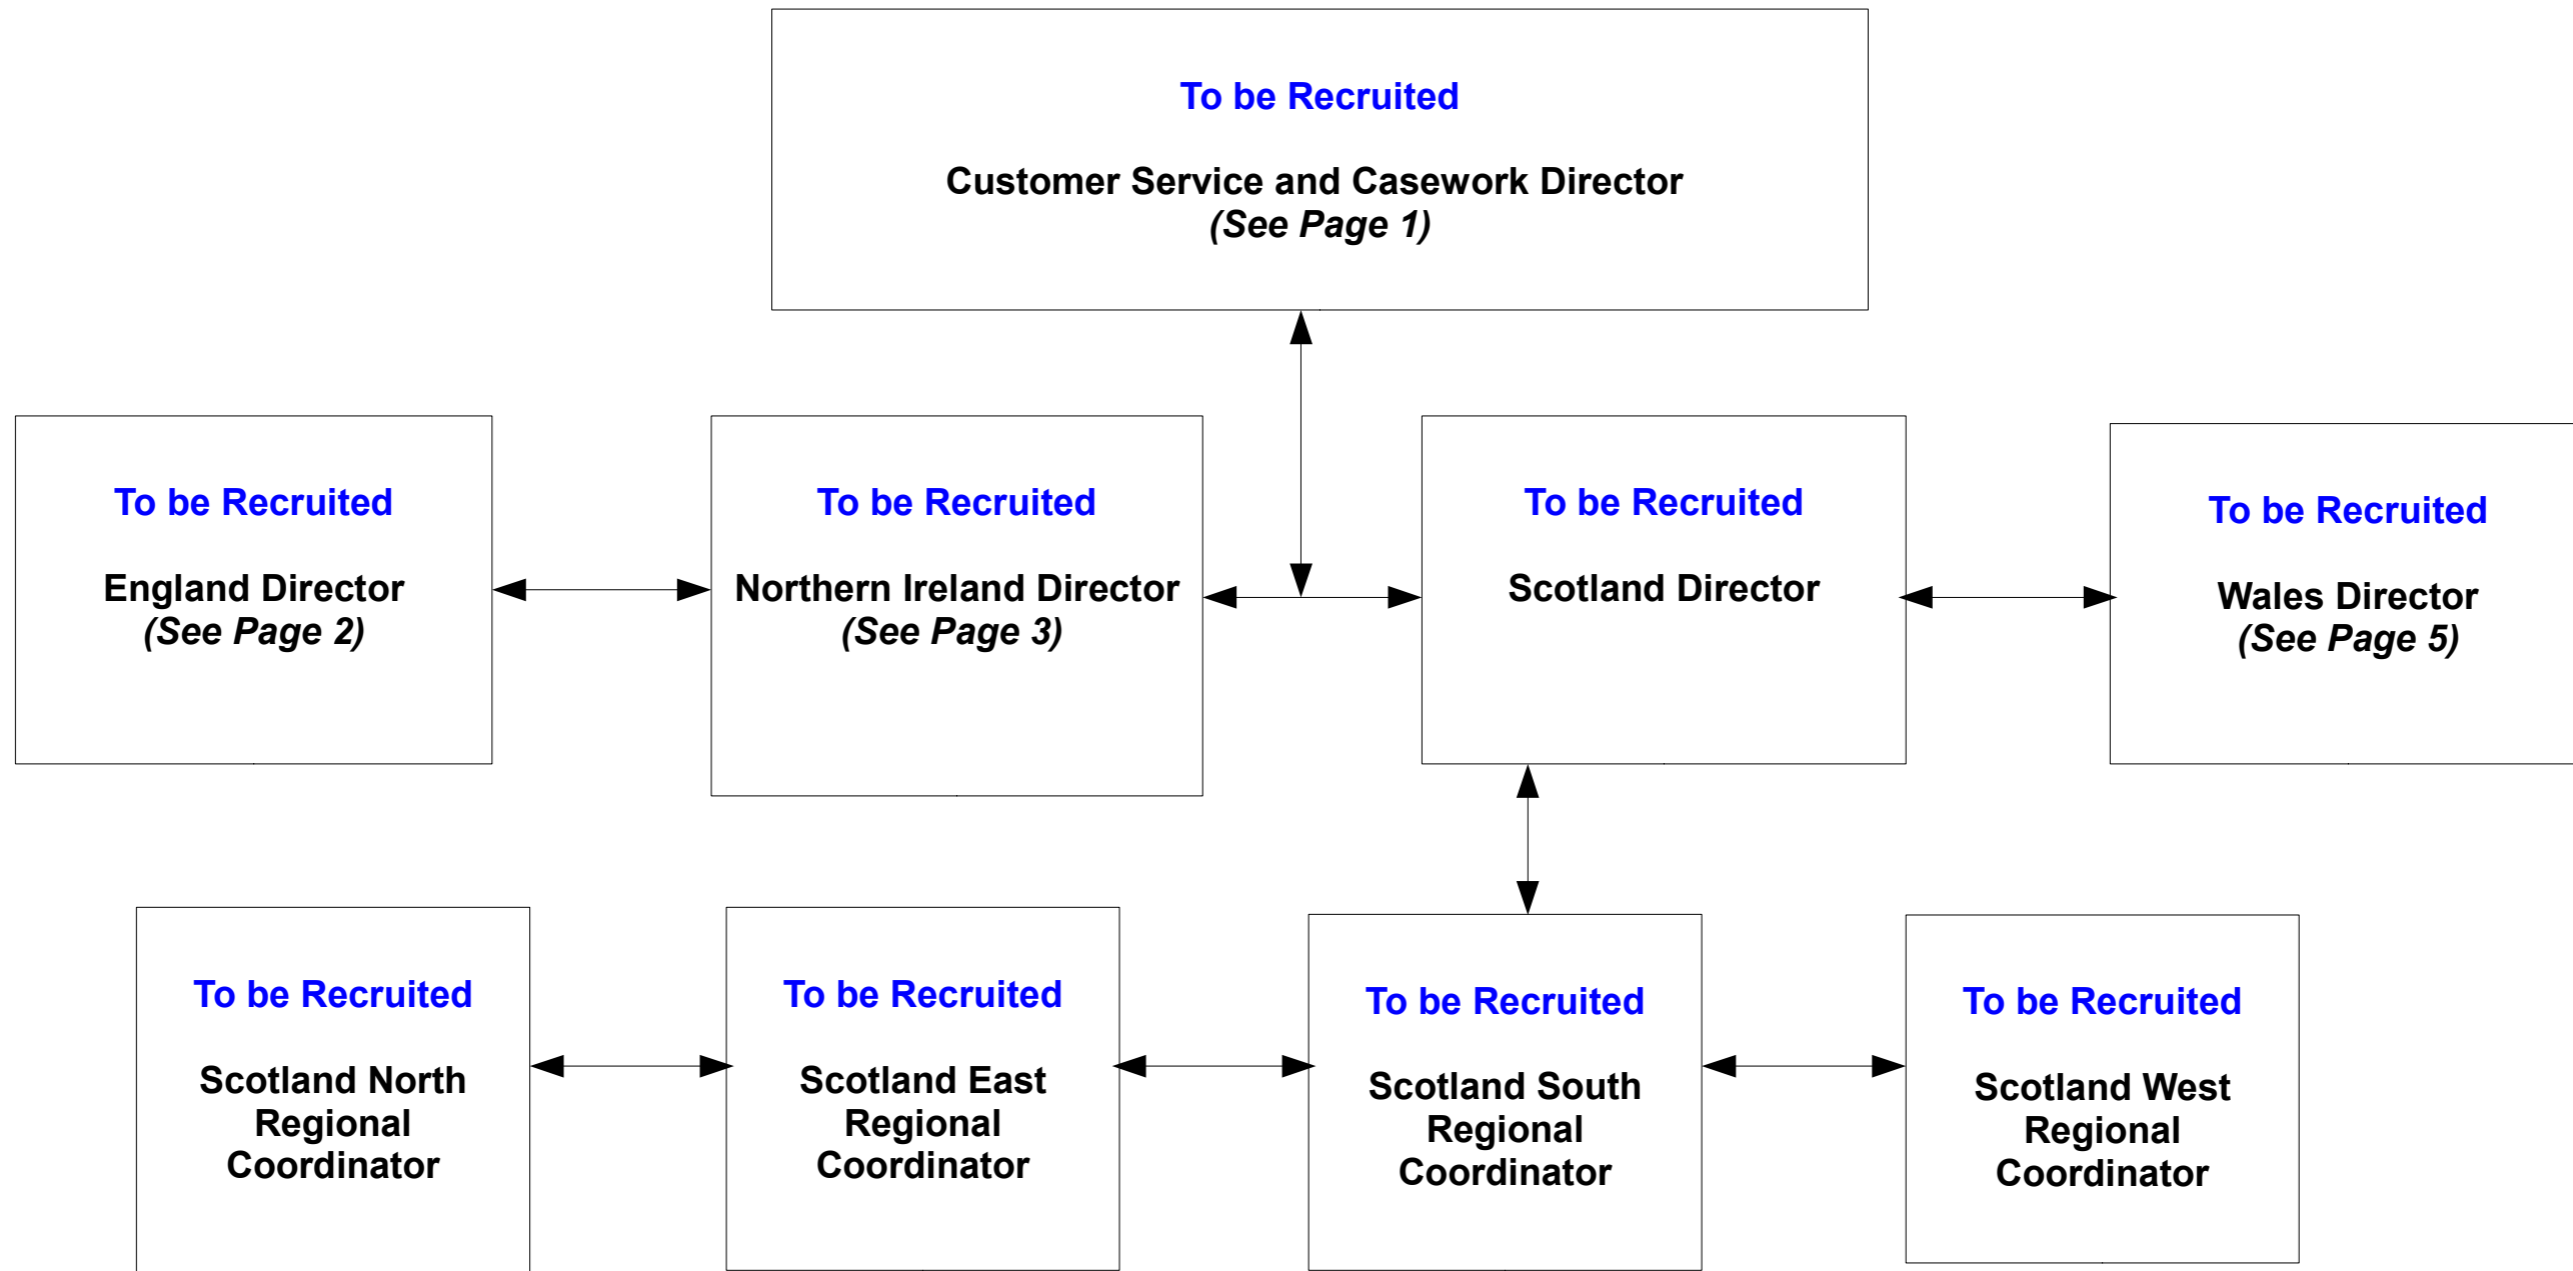 To be Recruited
Customer Service and Casework Director
(See Page 1)
To be Recruited
England Director
(See Page 2)
To be Recruited
Northern Ireland Director
(See Page 3)
To be Recruited
Scotland Director
To be Recruited
Wales Director
(See Page 5)
To be Recruited
Scotland North
Regional
Coordinator
To be Recruited
Scotland East
Regional
Coordinator
To be Recruited
Scotland South
Regional
Coordinator
To be Recruited
Scotland West
Regional
Coordinator